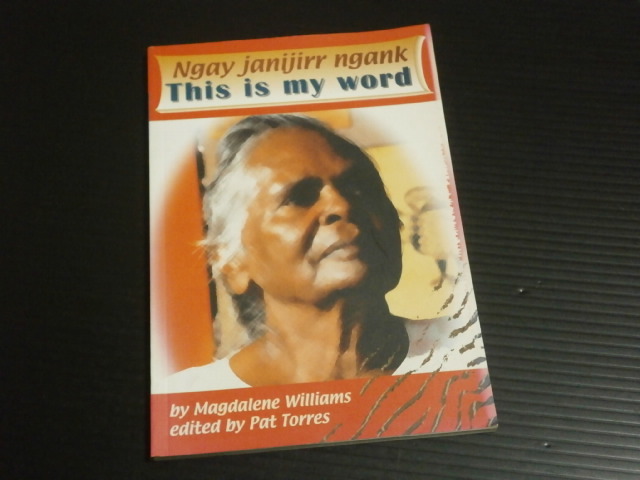 Ngay janijirr ngank
This is my word
by Magdalene Williams
edited by Pat Torres